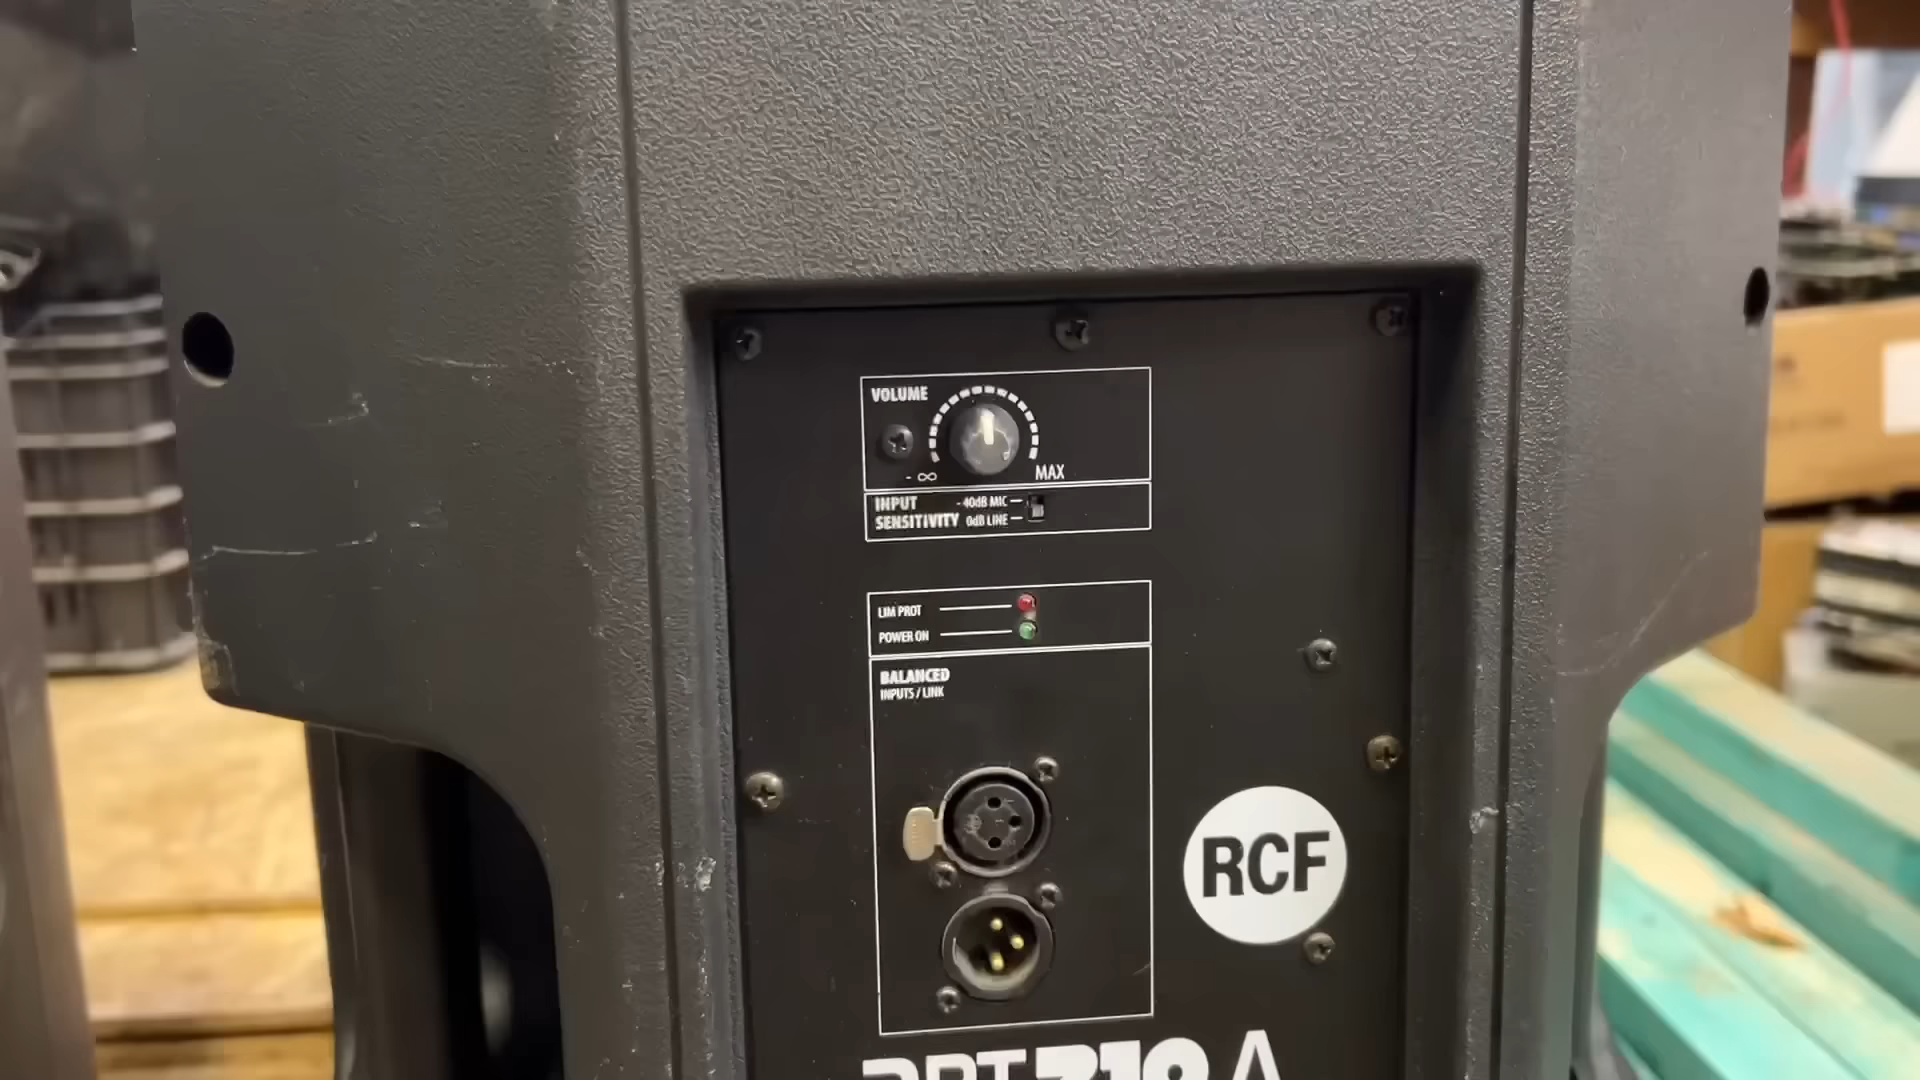 VOLUME
- ∞
MAX
INPUT
SENSITIVITY
- 40dB MIC
0dB LINE
LIM PROT
POWER ON
BALANCED
INPUTS / LINK
RCF